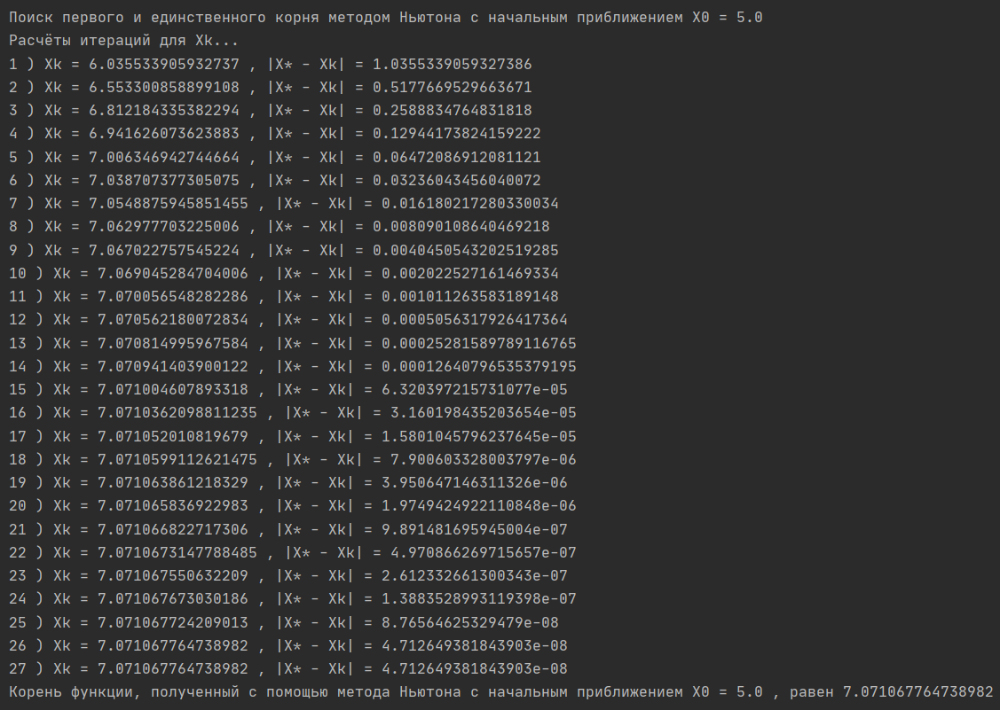 Поиск первого и единственного корня методом Ньютона с начальным приближением X0 = 5.0
Расчёты итераций для Xk...
1 ) Xk = 6.035533905932737 , |X* - Xk| = 1.0355339059327386
2 ) Xk = 6.553300858899108 , |X* - Xk| = 0.5177669529663671
3 ) Xk = 6.812184335382294 , |X* - Xk| = 0.2588834764831818
4 ) Xk = 6.941626073623883 , |X* - Xk| = 0.12944173824159222
5 ) Xk = 7.006346942744664 , |X* - Xk| = 0.06472086912081121
6 ) Xk = 7.038707377305075 , |X* - Xk| = 0.03236043456040072
7 ) Xk = 7.0548875945851455 , |X* - Xk| = 0.016180217280330034
8 ) Xk = 7.062977703225006 , |X* - Xk| = 0.008090108640469218
9 ) Xk = 7.067022757545224 , |X* - Xk| = 0.0040450543202519285
10 ) Xk = 7.069045284704006 , |X* - Xk| = 0.002022527161469334
11 ) Xk = 7.070056548282286 , |X* - Xk| = 0.001011263583189148
12 ) Xk = 7.070562180072834 , |X* - Xk| = 0.0005056317926417364
13 ) Xk = 7.070814995967584 , |X* - Xk| = 0.00025281589789116765
14 ) Xk = 7.070941403900122 , |X* - Xk| = 0.00012640796535379195
15 ) Xk = 7.071004607893318 , |X* - Xk| = 6.320397215731077e-05
16 ) Xk = 7.0710362098811235 , |X* - Xk| = 3.160198435203654e-05
17 ) Xk = 7.071052010819679 , |X* - Xk| = 1.5801045796237645e-05
18 ) Xk = 7.0710599112621475 , |X* - Xk| = 7.900603328003797e-06
19 ) Xk = 7.071063861218329 , |X* - Xk| = 3.950647146311326e-06
20 ) Xk = 7.071065836922983 , |X* - Xk| = 1.9749424922110848e-06
21 ) Xk = 7.071066822717306 , |X* - Xk| = 9.891481695945004e-07
22 ) Xk = 7.0710673147788485 , |X* - Xk| = 4.970866269715657e-07
23 ) Xk = 7.071067550632209 , |X* - Xk| = 2.612332661300343e-07
24 ) Xk = 7.071067673030186 , |X* - Xk| = 1.3883528993119398e-07
25 ) Xk = 7.071067724209013 , |X* - Xk| = 8.76564625329479e-08
26 ) Xk = 7.071067764738982 , |X* - Xk| = 4.712649381843903e-08
27 ) Xk = 7.071067764738982 , |X* - Xk| = 4.712649381843903e-08
Корень функции, полученный с помощью метода Ньютона с начальным приближением X0 = 5.0 , равен 7.071067764738982